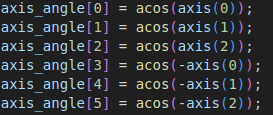 axis_angle[0] = acos(axis(0));
axis_angle[1] = acos(axis(1));
axis_angle[2] = acos(axis(2));
axis_angle[3] = acos(-axis(0));
axis_angle[4] = acos(-axis(1));
axis_angle[5] = acos(-axis(2));